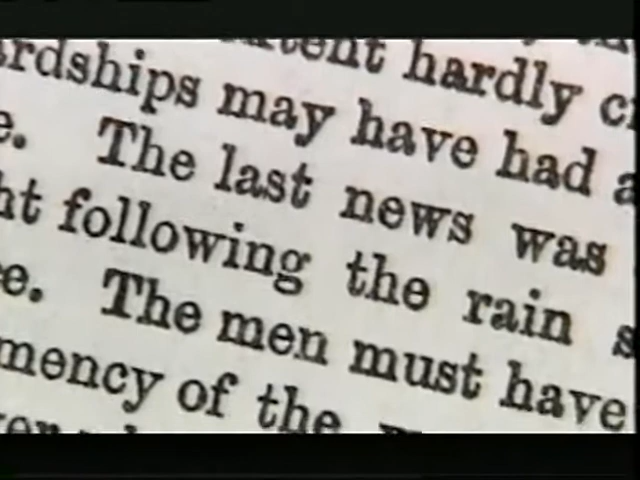 hardly
rdships may have had a
e. The last news was
ht following the rain s
e. The men must have
mency of the